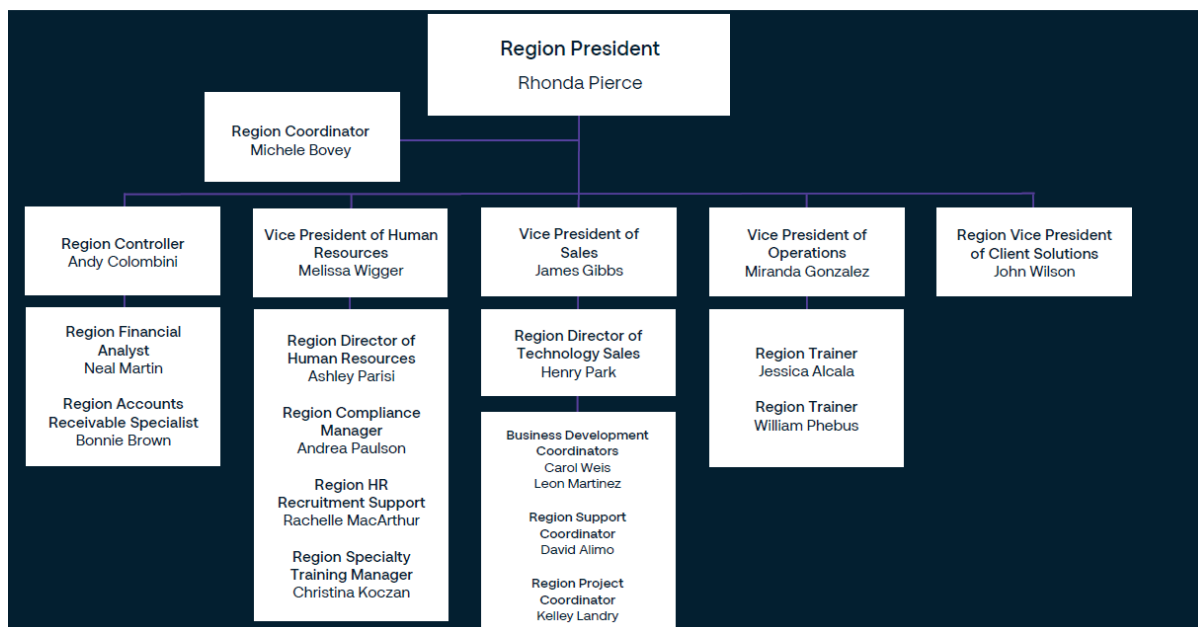 Region President
Rhonda Pierce
Region Coordinator
Michele Bovey
Region Controller
Andy Colombini
Vice President of Human
Resources
Melissa Wigger
Vice President of
Sales
James Gibbs
Vice President of
Operations
Miranda Gonzalez
Region Vice President
of Client Solutions
John Wilson
Region Financial
Analyst
Neal Martin
Region Accounts
Receivable Specialist
Bonnie Brown
Region Director of
Human Resources
Ashley Parisi
Region Compliance
Manager
Andrea Paulson
Region HR
Recruitment Support
Rachelle MacArthur
Region Specialty
Training Manager
Christina Koczan
Region Director of
Technology Sales
Henry Park
Business Development
Coordinators
Carol Weis
Leon Martinez
Region Support
Coordinator
David Alimo
Region Project
Coordinator
Kelley Landry
Region Trainer
Jessica Alcala
Region Trainer
William Phebus